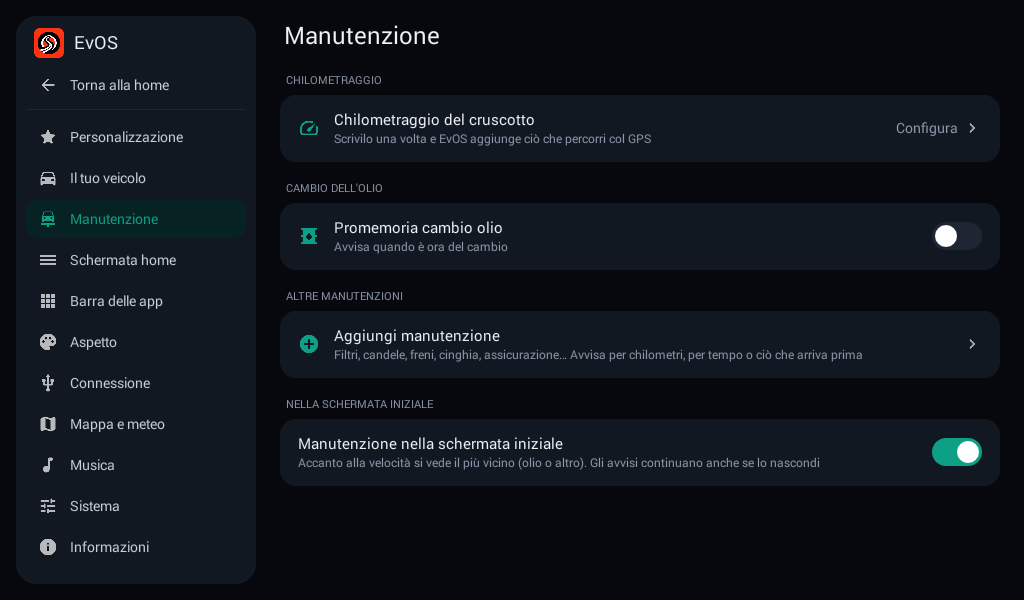 EvOS
Torna alla home
Personalizzazione
Il tuo veicolo
Manutenzione
Schermata home
Barra delle app
Aspetto
Connessione
Mappa e meteo
Musica
Sistema
Informazioni
Manutenzione
CHILOMETRAGGIO
Chilometraggio del cruscotto
Scrivilo una volta e EvOS aggiunge ciò che percorri col GPS
Configura
CAMBIO DELL'OLIO
Promemoria cambio olio
Avvisa quando è ora del cambio
ALTRE MANUTENZIONI
Aggiungi manutenzione
Filtri, candele, freni, cinghia, assicurazione… Avvisa per chilometri, per tempo o ciò che arriva prima
NELLA SCHERMATA INIZIALE
Manutenzione nella schermata iniziale
Accanto alla velocità si vede il più vicino (olio o altro). Gli avvisi continuano anche se lo nascondi